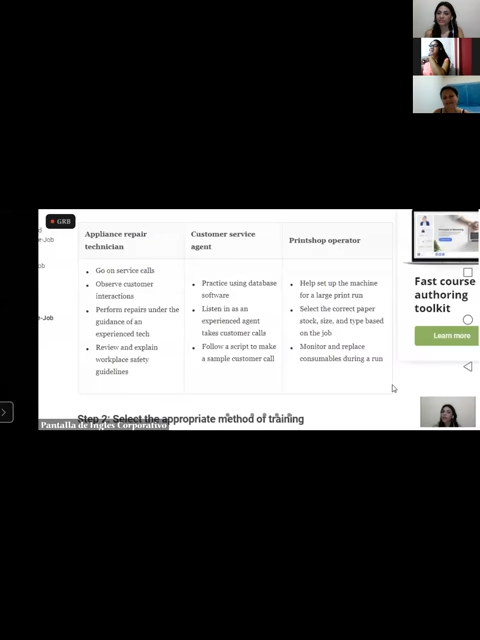 GRB
e-Job
ob
e-Job
Appliance repair
technician
Customer service
agent
Printshop operator
Go on service calls
Observe customer
interactions
Perform repairs under the
guidance of an
experienced tech
Review and explain
workplace safety
guidelines
Practice using database
software
Listen in as an
experienced agent
takes customer calls
Follow a script to make
a sample customer call
Help set up the machine
for a large print run
Select the correct paper
stock, size, and type based
on the job
Monitor and replace
consumables during a run
Fast course
authoring
toolkit
Learn more
Step 2: Select the appropriate method of training
Pantalla de Ingles Corporativo